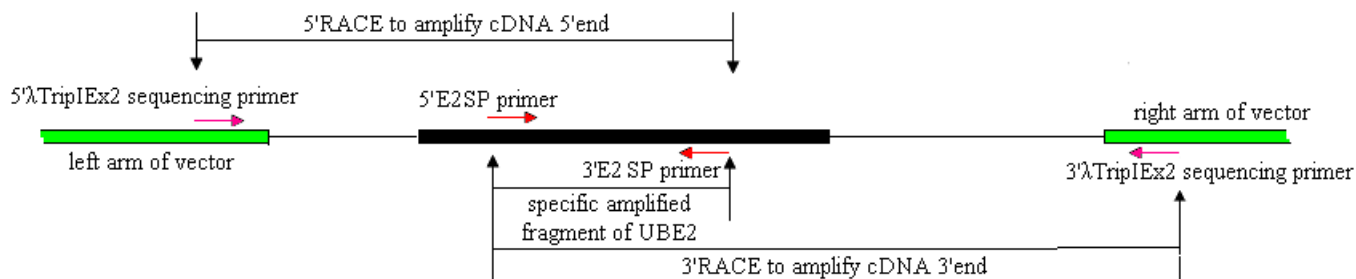 5'RACE to amplify cDNA 5'end
5'λTripIEx2 sequencing primer
5'E2SP primer
right arm of vector
left arm of vector
3'E2 SP primer
3'λTripIEx2 sequencing primer
specific amplified
fragment of UBE2
3'RACE to amplify cDNA 3'end